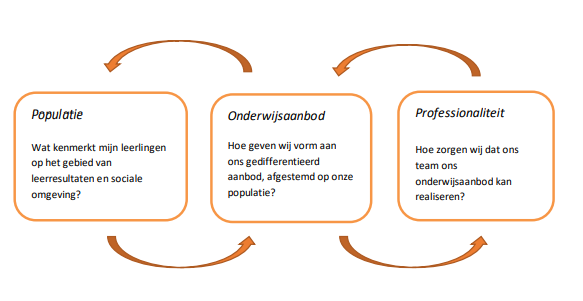 Populatie
Wat kenmerkt mijn leerlingen
op het gebied van
leerresultaten en sociale
omgeving?
Onderwijsaanbod
Hoe geven wij vorm aan
ons gedifferentieerd
aanbod, afgestemd op onze
populatie?
Professionaliteit
Hoe zorgen wij dat ons
team ons
onderwijsaanbod kan
realiseren?